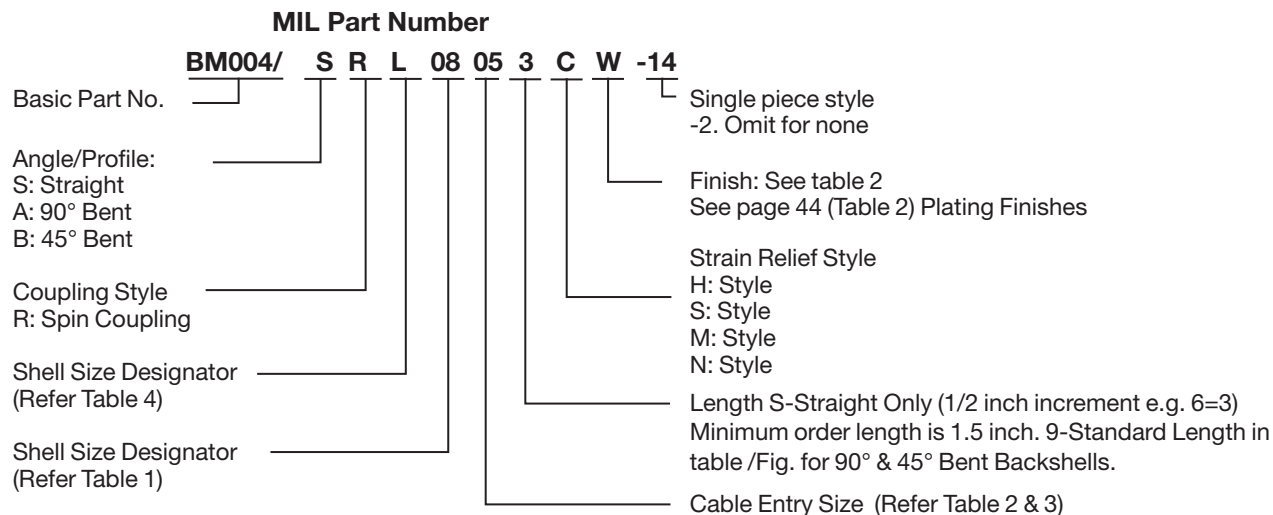 MIL Part Number
BM004/ S R L 08 05 3 C W -14
Basic Part No.
Angle/Profile:
S: Straight
A: 90° Bent
B: 45° Bent
Coupling Style
R: Spin Coupling
Shell Size Designator
(Refer Table 4)
Shell Size Designator
(Refer Table 1)
Single piece style
-2. Omit for none
Finish: See table 2
See page 44 (Table 2) Plating Finishes
Strain Relief Style
H: Style
S: Style
M: Style
N: Style
Length S-Straight Only (1/2 inch increment e.g. 6=3)
Minimum order length is 1.5 inch. 9-Standard Length in
table /Fig. for 90° & 45° Bent Backshells.
Cable Entry Size (Refer Table 2 & 3)